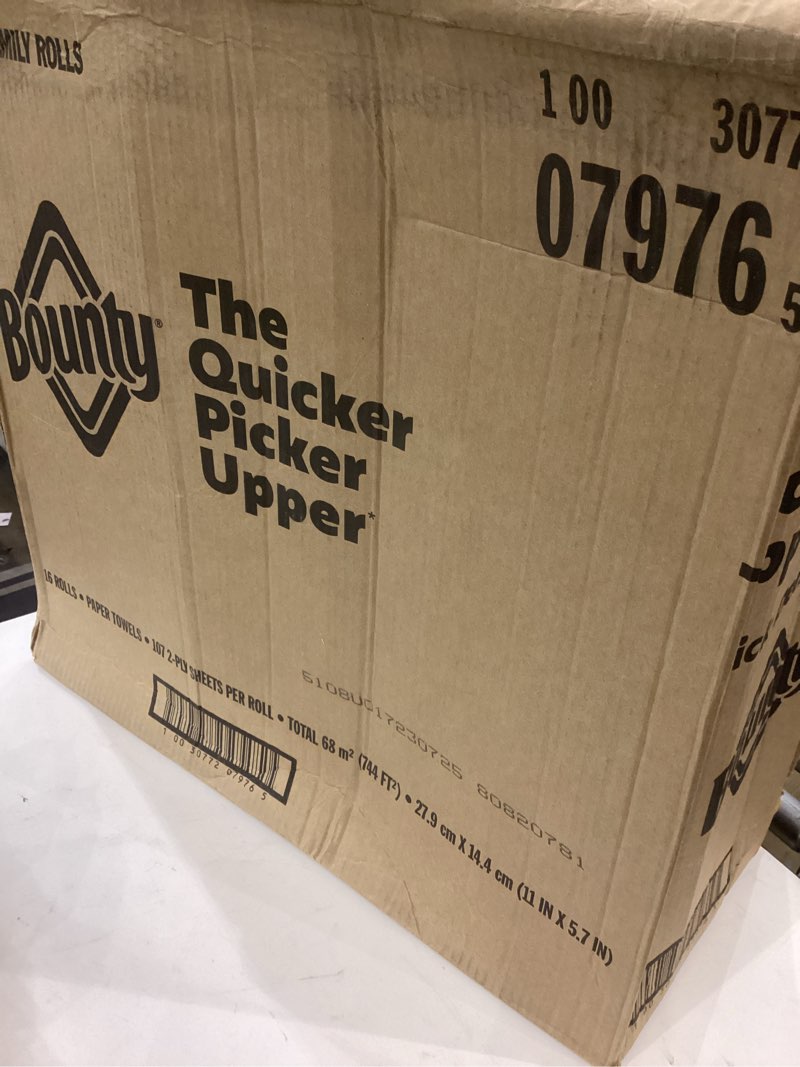 MILY ROLLS
1 00 3077
07976 5
Bounty®
The
Quicker
Picker
Upper*
16 ROLLS • PAPER TOWELS • 107 2-PLY SHEETS PER ROLL • TOTAL 68 m² (744 FT²) • 27.9 cm X 14.4 cm (11 IN X 5.7 IN)
5108U017230725 80820781
1 00 30772 07976 5